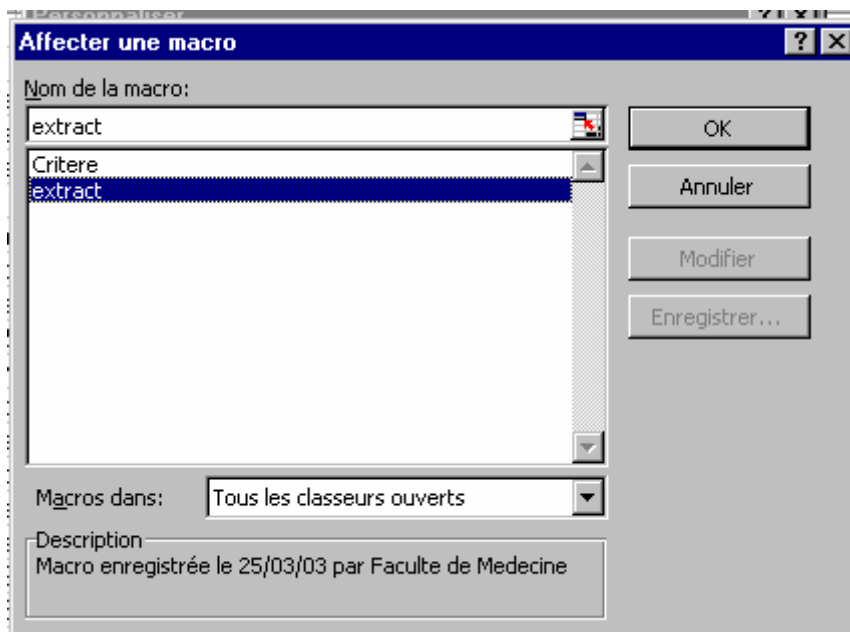 Personnaliser
Affecter une macro
Nom de la macro:
extract
OK
Critere
extract
Annuler
Modifier
Enregistrer...
Macros dans:
Tous les classeurs ouverts
Description
Macro enregistrée le 25/03/03 par Faculte de Medecine